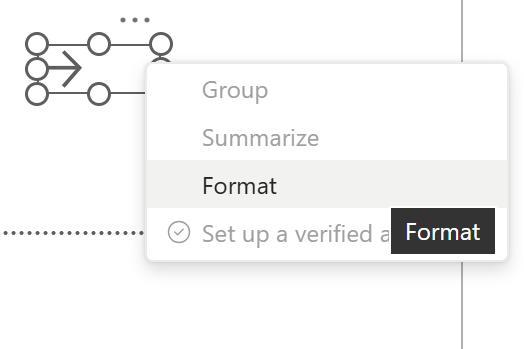 Group
Summarize
Format
Set up a verified
Format